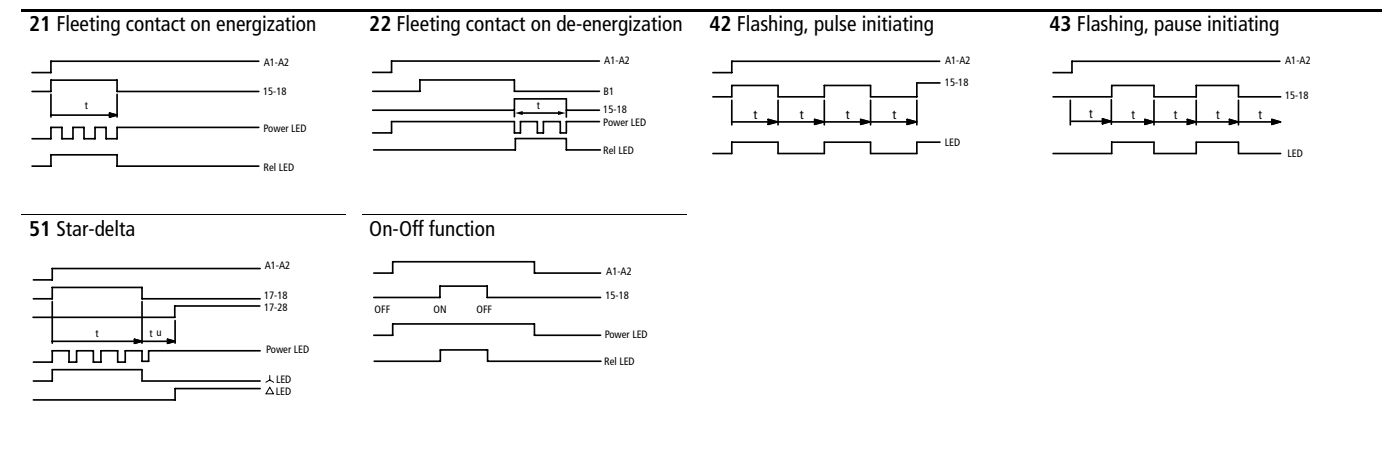 21 Fleeting contact on energization
A1-A2
15-18
t
Power LED
Rel LED
22 Fleeting contact on de-energization
A1-A2
B1
t
15-18
Power LED
Rel LED
42 Flashing, pulse initiating
A1-A2
15-18
t t t t
LED
43 Flashing, pause initiating
A1-A2
15-18
t t t t t
LED
51 Star-delta
A1-A2
17-18
17-28
t t u
Power LED
⅄ LED
△ LED
On-Off function
A1-A2
15-18
OFF ON OFF
Power LED
Rel LED